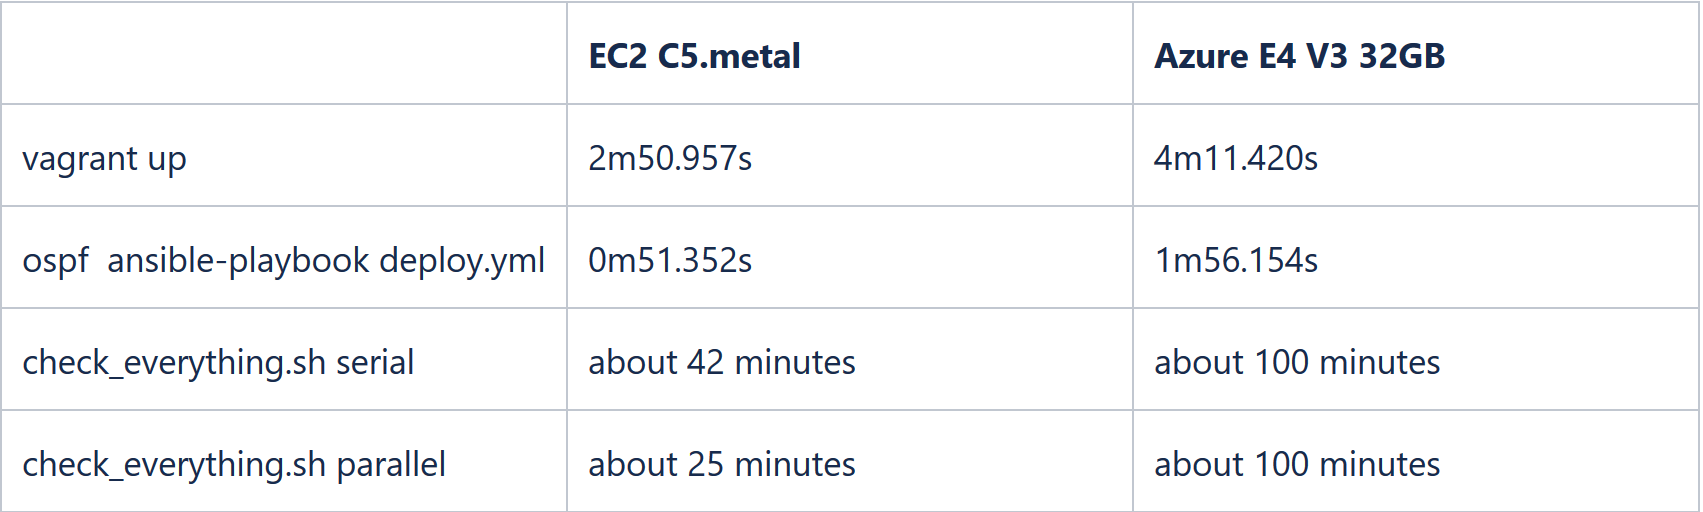 EC2 C5.metal Azure E4 V3 32GB
vagrant up 2m50.957s 4m11.420s
ospf  ansible-playbook deploy.yml 0m51.352s 1m56.154s
check_everything.sh serial about 42 minutes about 100 minutes
check_everything.sh parallel about 25 minutes about 100 minutes